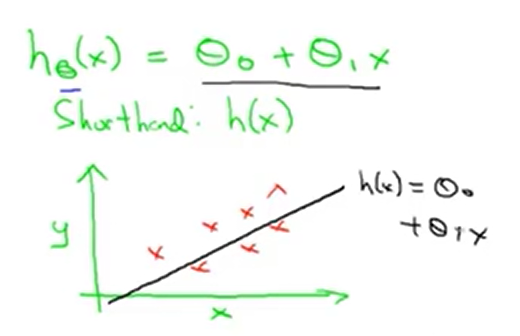 hθ(x) = θ₀ + θ₁x
Shorthand: h(x)
y
x
h(x) = θ₀
+ θ₁x